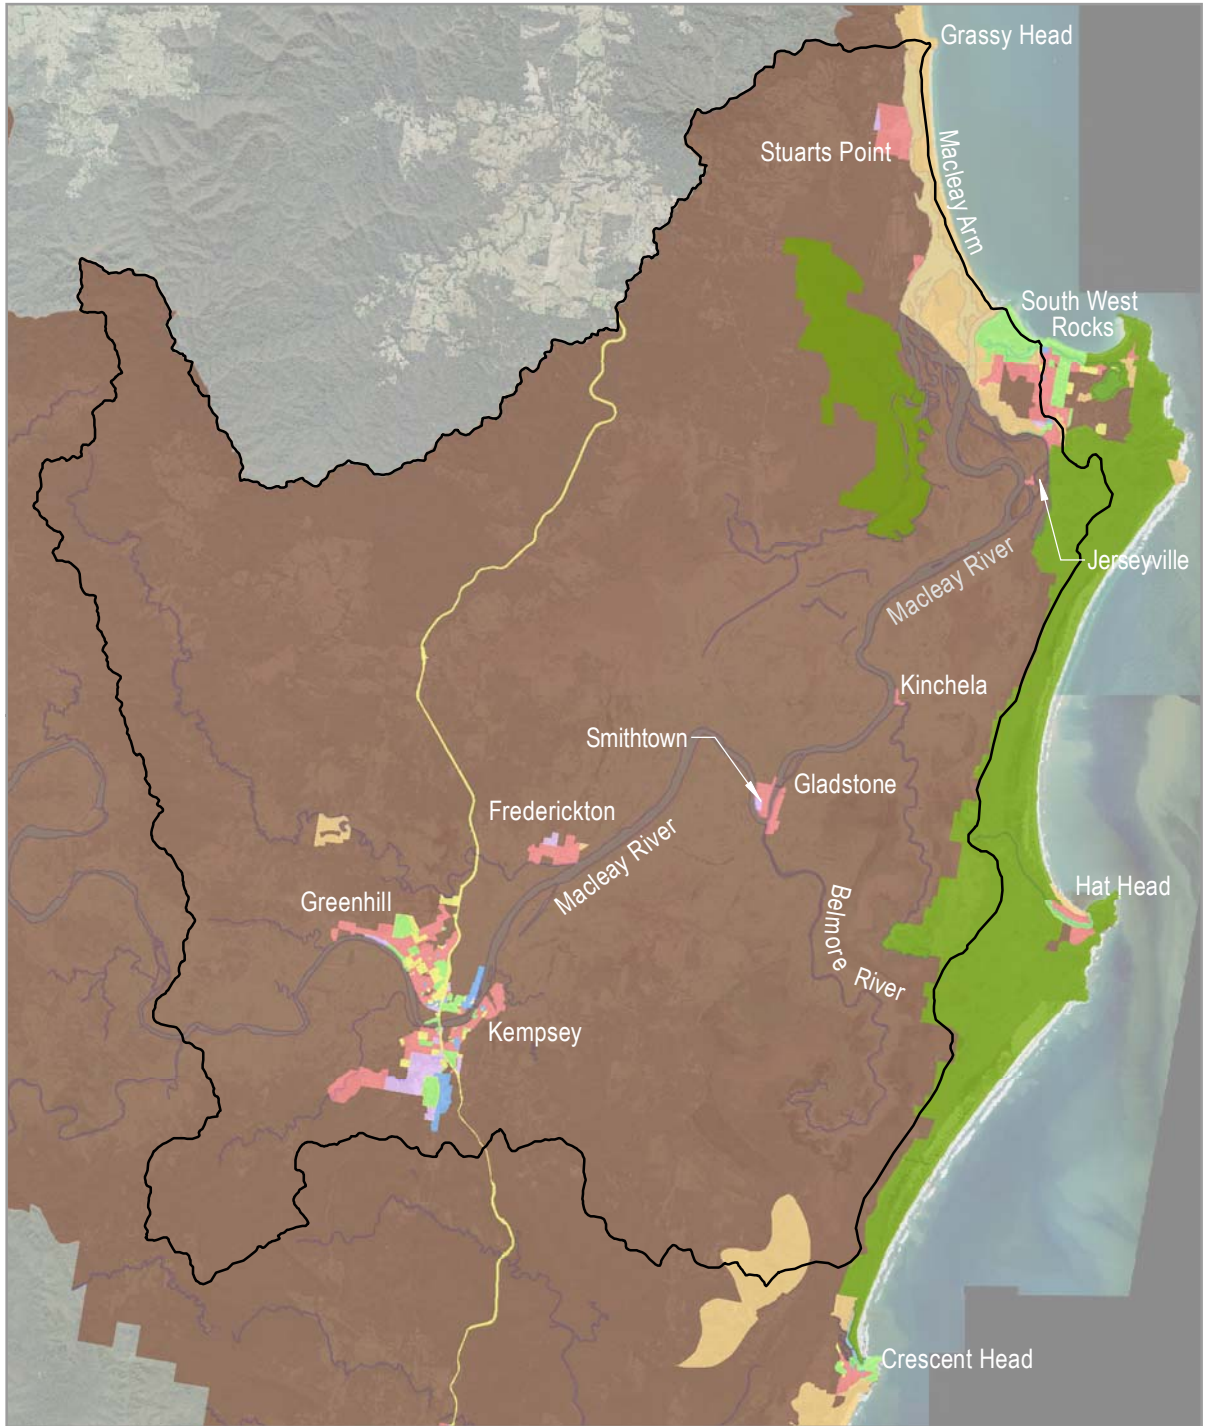 Grassy Head
Stuarts Point
Macleay Arm
South West
Rocks
Jerseyville
Macleay River
Kinchela
Smithtown
Gladstone
Frederickton
Macleay River
Belmore River
Hat Head
Greenhill
Kempsey
Crescent Head